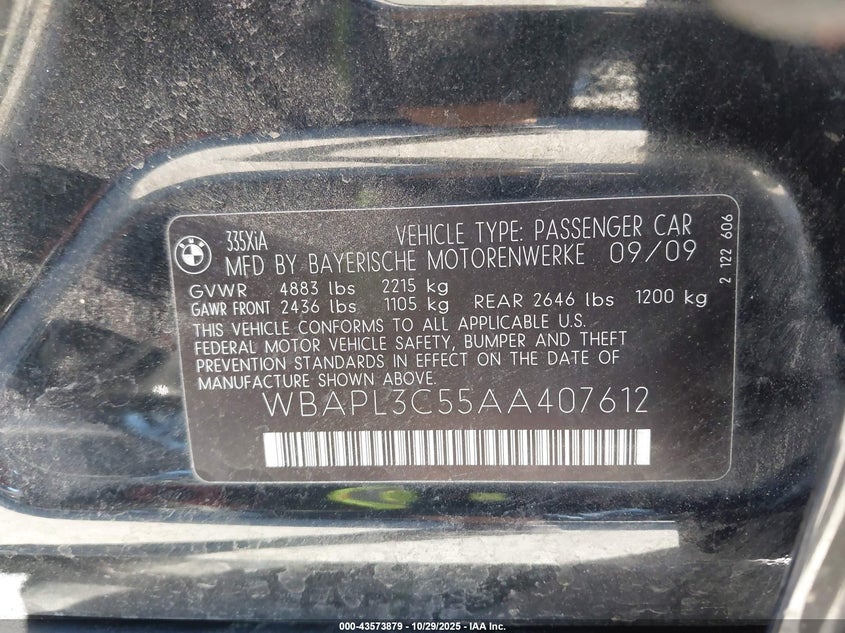 335XiA VEHICLE TYPE: PASSENGER CAR
MFD BY BAYERISCHE MOTORENWERKE 09/09
GVWR 4883 lbs 2215 kg
GAWR FRONT 2436 lbs 1105 kg REAR 2646 lbs 1200 kg
THIS VEHICLE CONFORMS TO ALL APPLICABLE U.S.
FEDERAL MOTOR VEHICLE SAFETY, BUMPER AND THEFT
PREVENTION STANDARDS IN EFFECT ON THE DATE OF
MANUFACTURE SHOWN ABOVE.
WBAPL3C55AA407612
2 122 606
000-43573879 - 10/29/2025 - IAA Inc.